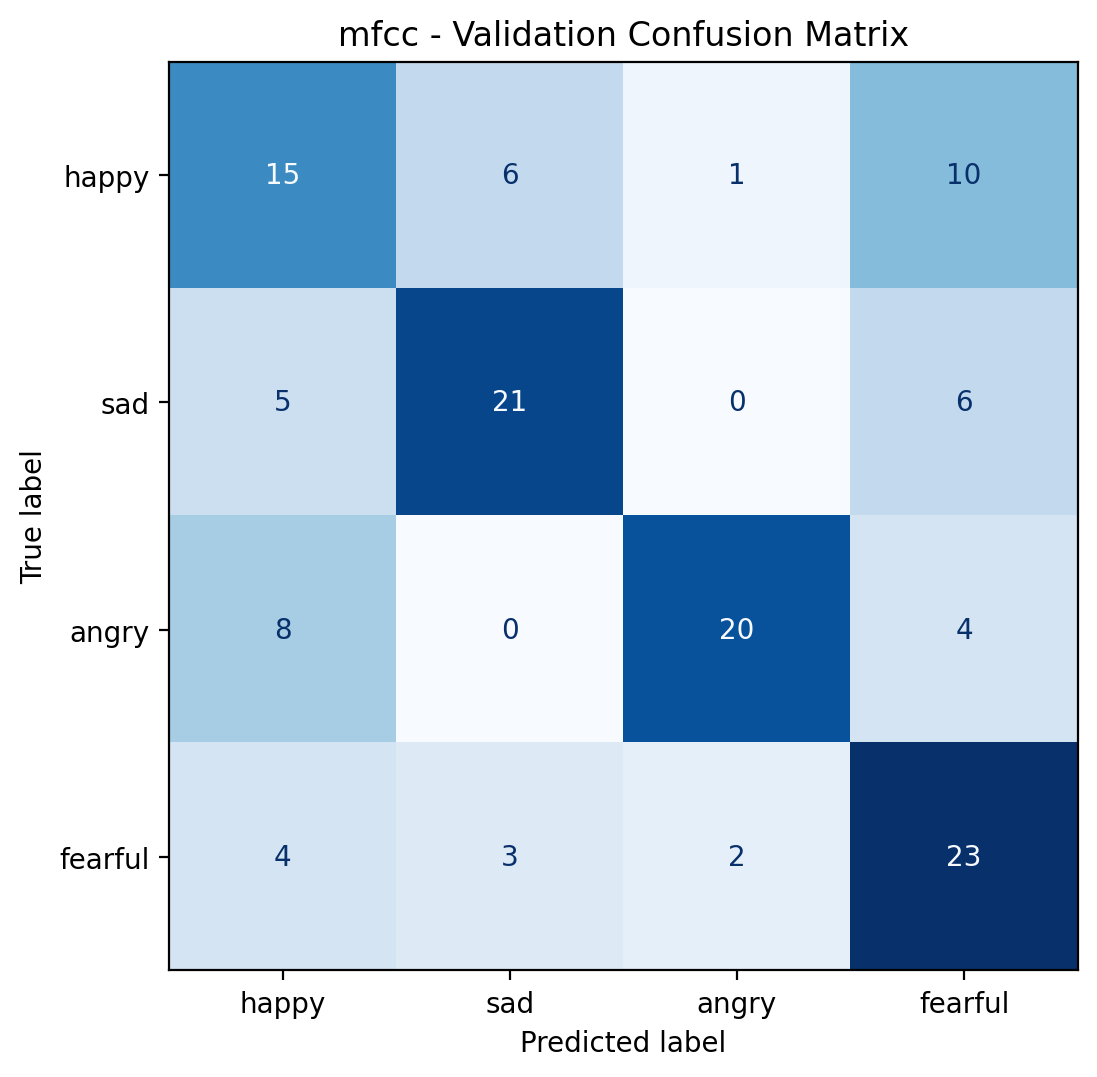 mfcc - Validation Confusion Matrix
happy 15 6 1 10
sad 5 21 0 6
angry 8 0 20 4
fearful 4 3 2 23
True label
happy sad angry fearful
Predicted label